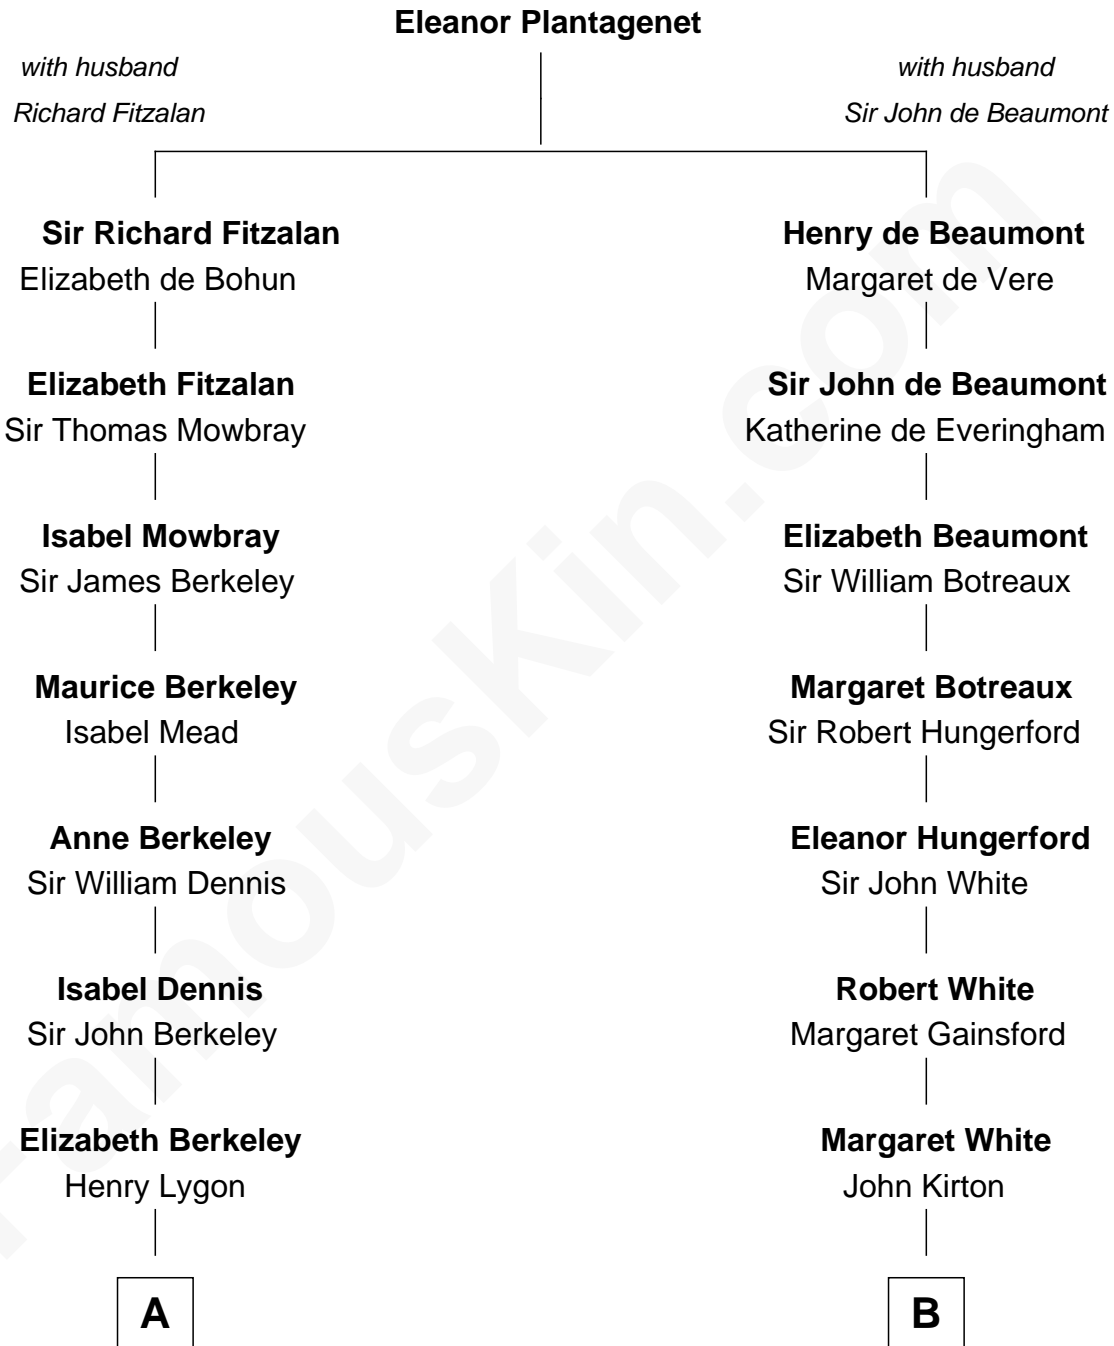 Eleanor Plantagenet
with husband
Richard Fitzalan
with husband
Sir John de Beaumont
Sir Richard Fitzalan
Elizabeth de Bohun
Henry de Beaumont
Margaret de Vere
Elizabeth Fitzalan
Sir Thomas Mowbray
Sir John de Beaumont
Katherine de Everingham
Isabel Mowbray
Sir James Berkeley
Elizabeth Beaumont
Sir William Botreaux
Maurice Berkeley
Isabel Mead
Margaret Botreaux
Sir Robert Hungerford
Anne Berkeley
Sir William Dennis
Eleanor Hungerford
Sir John White
Isabel Dennis
Sir John Berkeley
Robert White
Margaret Gainsford
Elizabeth Berkeley
Henry Lygon
Margaret White
John Kirton
A
B
FamousKin.com